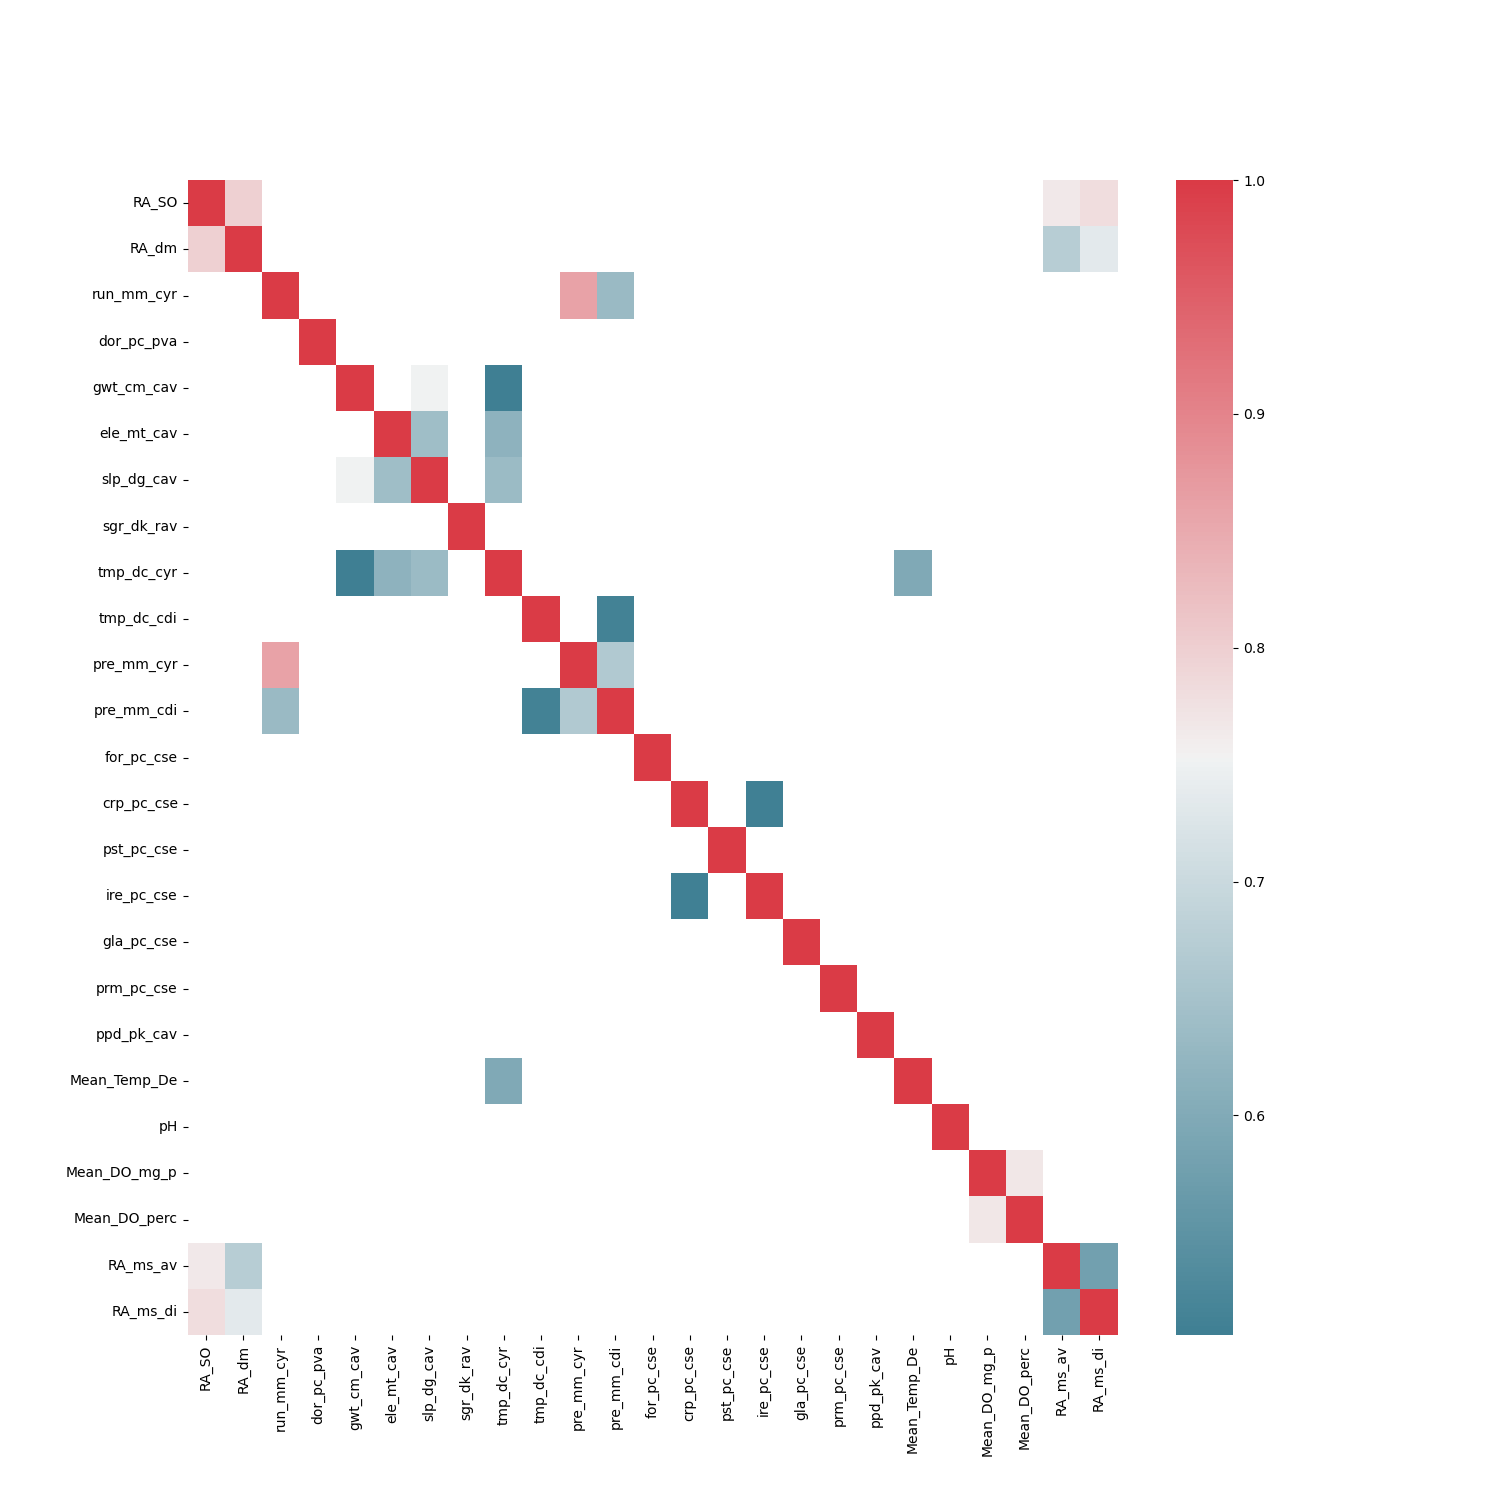 RA_SO
RA_dm
run_mm_cyr
dor_pc_pva
gwt_cm_cav
ele_mt_cav
slp_dg_cav
sgr_dk_rav
tmp_dc_cyr
tmp_dc_cdi
pre_mm_cyr
pre_mm_cdi
for_pc_cse
crp_pc_cse
pst_pc_cse
ire_pc_cse
gla_pc_cse
prm_pc_cse
ppd_pk_cav
Mean_Temp_De
pH
Mean_DO_mg_p
Mean_DO_perc
RA_ms_av
RA_ms_di
RA_SO
RA_dm
run_mm_cyr
dor_pc_pva
gwt_cm_cav
ele_mt_cav
slp_dg_cav
sgr_dk_rav
tmp_dc_cyr
tmp_dc_cdi
pre_mm_cyr
pre_mm_cdi
for_pc_cse
crp_pc_cse
pst_pc_cse
ire_pc_cse
gla_pc_cse
prm_pc_cse
ppd_pk_cav
Mean_Temp_De
pH
Mean_DO_mg_p
Mean_DO_perc
RA_ms_av
RA_ms_di
1.0
0.9
0.8
0.7
0.6